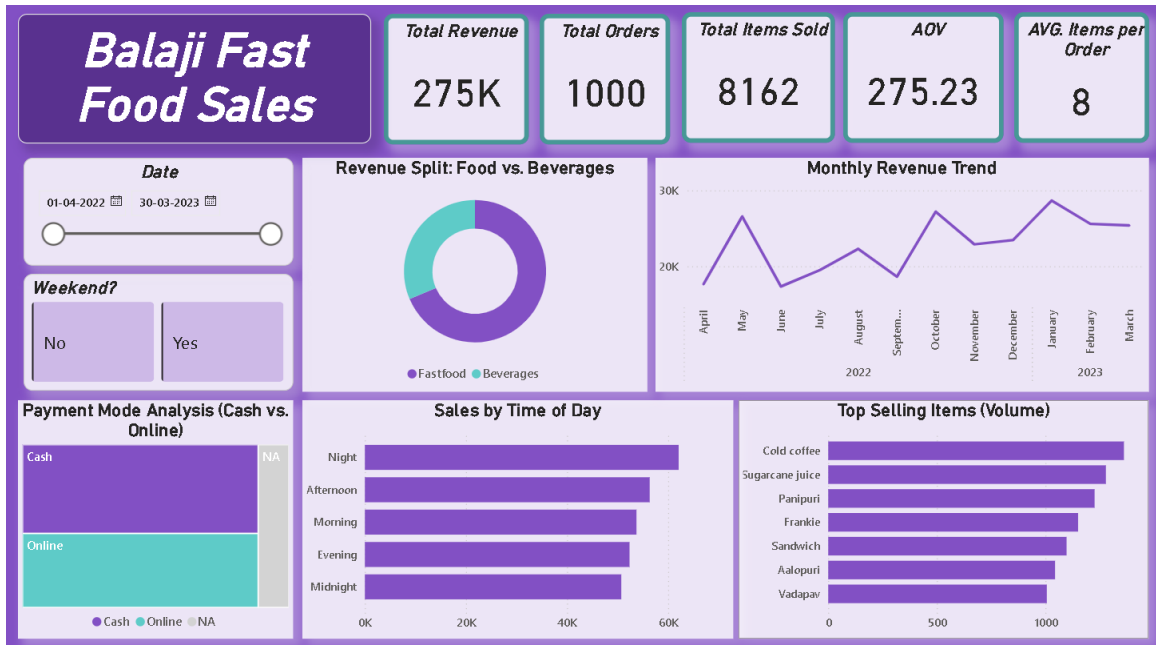 Balaji Fast
Food Sales
Total Revenue
275K
Total Orders
1000
Total Items Sold
8162
AOV
275.23
AVG. Items per
Order
8
Date
01-04-2022
30-03-2023
Weekend?
No
Yes
Revenue Split: Food vs. Beverages
Fastfood
Beverages
Monthly Revenue Trend
30K
20K
April
May
June
July
August
Septem...
October
November
December
January
February
March
2022
2023
Payment Mode Analysis (Cash vs.
Online)
Cash
NA
Online
Cash
Online
NA
Sales by Time of Day
Night
Afternoon
Morning
Evening
Midnight
0K
20K
40K
60K
Top Selling Items (Volume)
Cold coffee
Sugarcane juice
Panipuri
Frankie
Sandwich
Aalopuri
Vadapav
0
500
1000